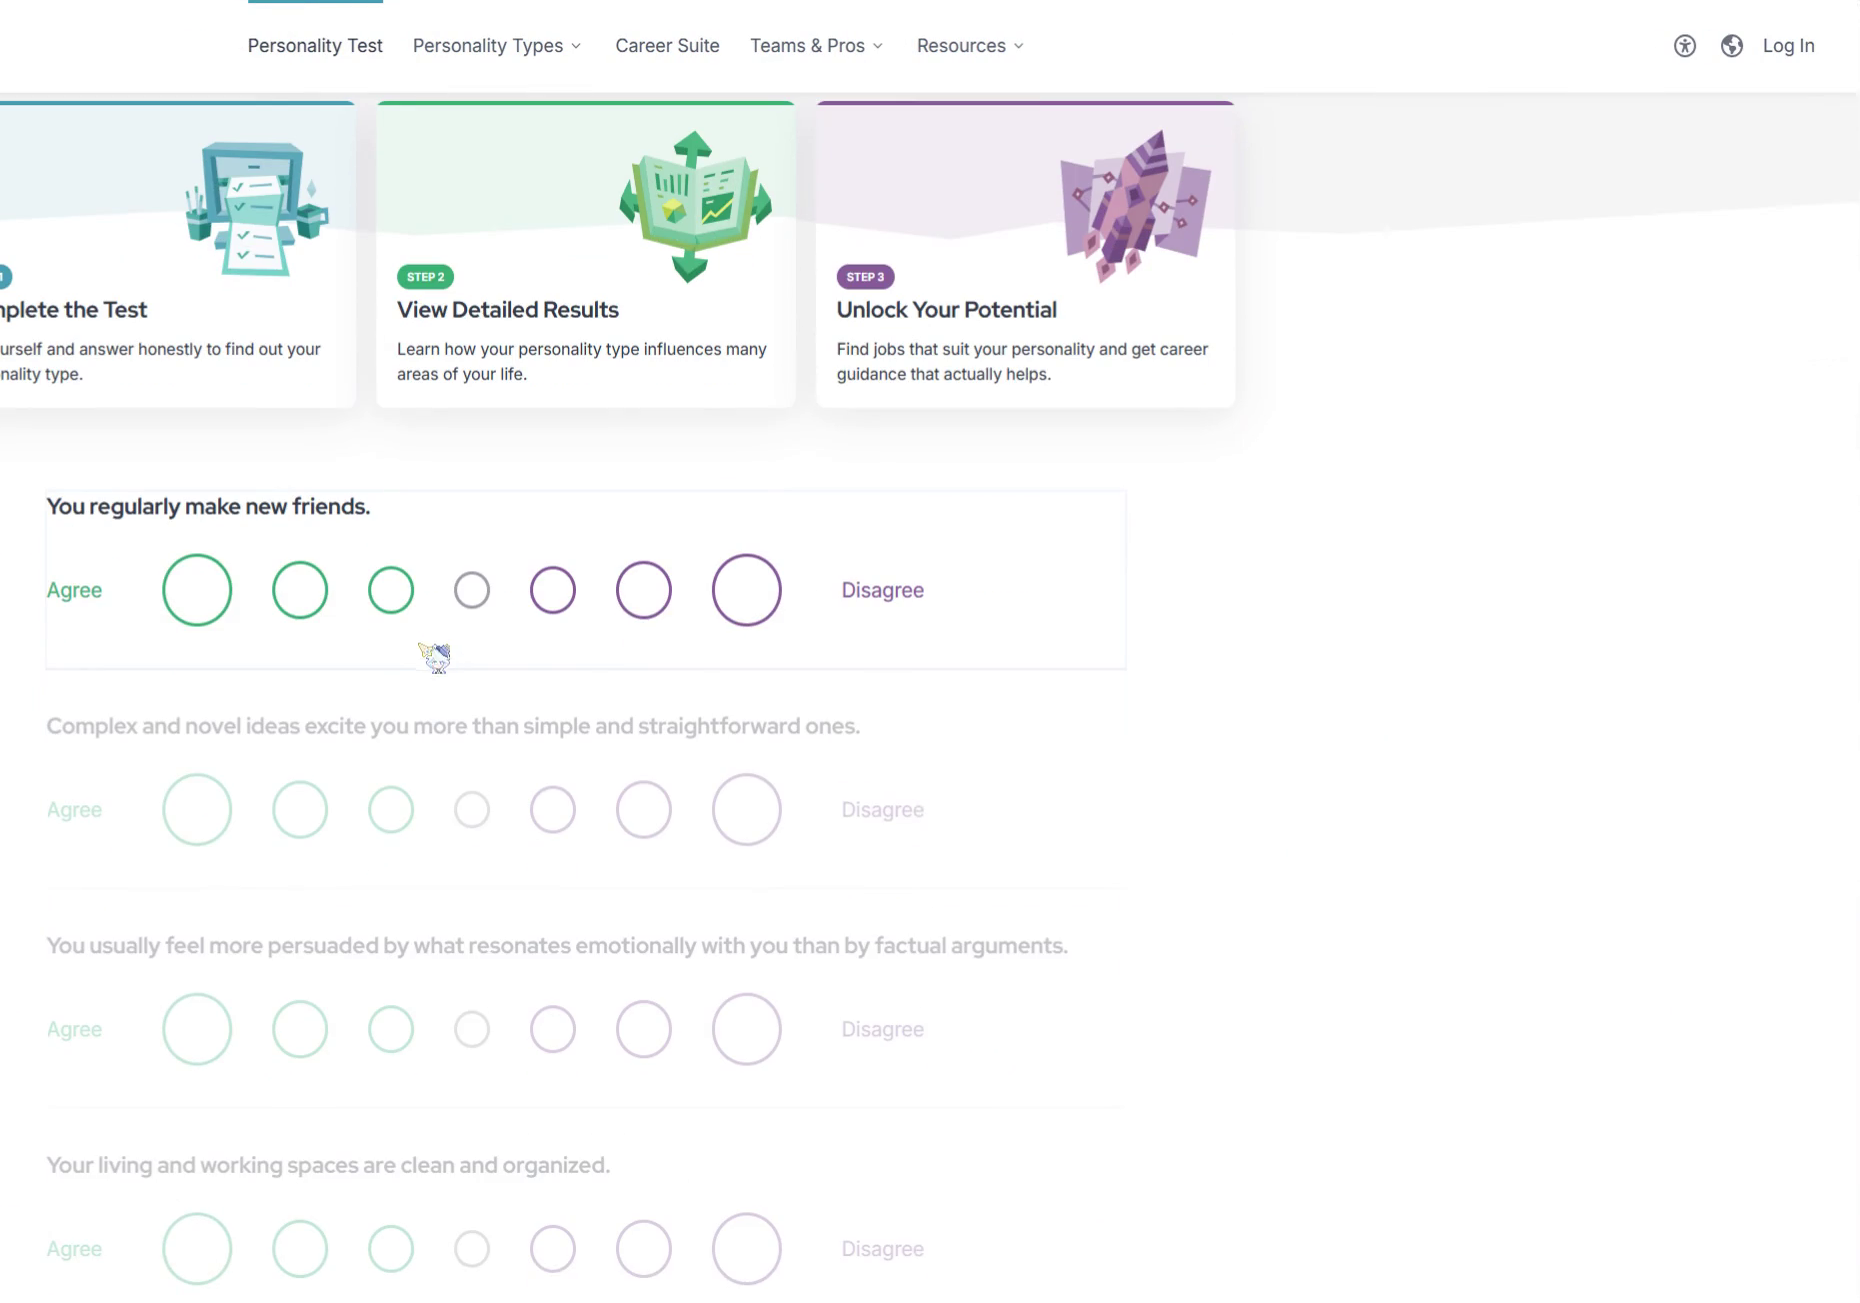 Personality Test Personality Types Career Suite Teams & Pros Resources Log In
STEP 2
STEP 3
nplete the Test
View Detailed Results
Unlock Your Potential
urself and answer honestly to find out your
nality type.
Learn how your personality type influences many
areas of your life.
Find jobs that suit your personality and get career
guidance that actually helps.
You regularly make new friends.
Agree Disagree
Complex and novel ideas excite you more than simple and straightforward ones.
Agree Disagree
You usually feel more persuaded by what resonates emotionally with you than by factual arguments.
Agree Disagree
Your living and working spaces are clean and organized.
Agree Disagree